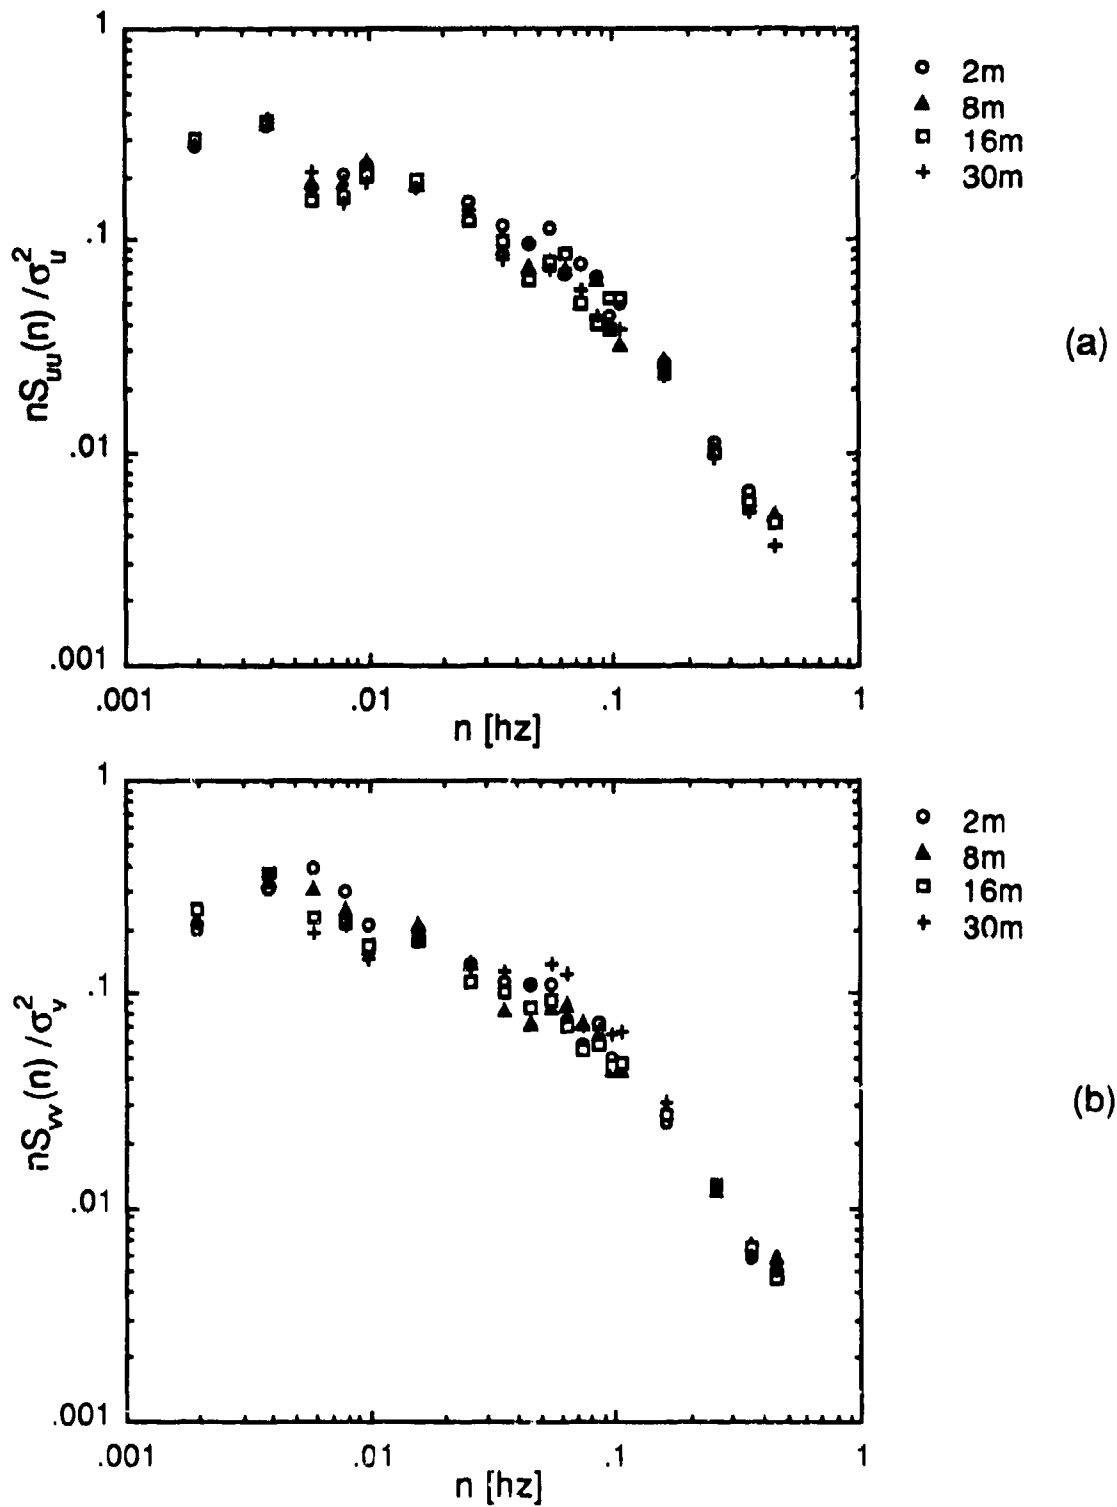 1
.1
.01
.001
nS_uu(n) /σ_u^2
.001 .01 .1 1
n [hz]
2m
8m
16m
30m
(a)
1
.1
.01
.001
nS_vv(n) /σ_v^2
.001 .01 .1 1
n [hz]
2m
8m
16m
30m
(b)